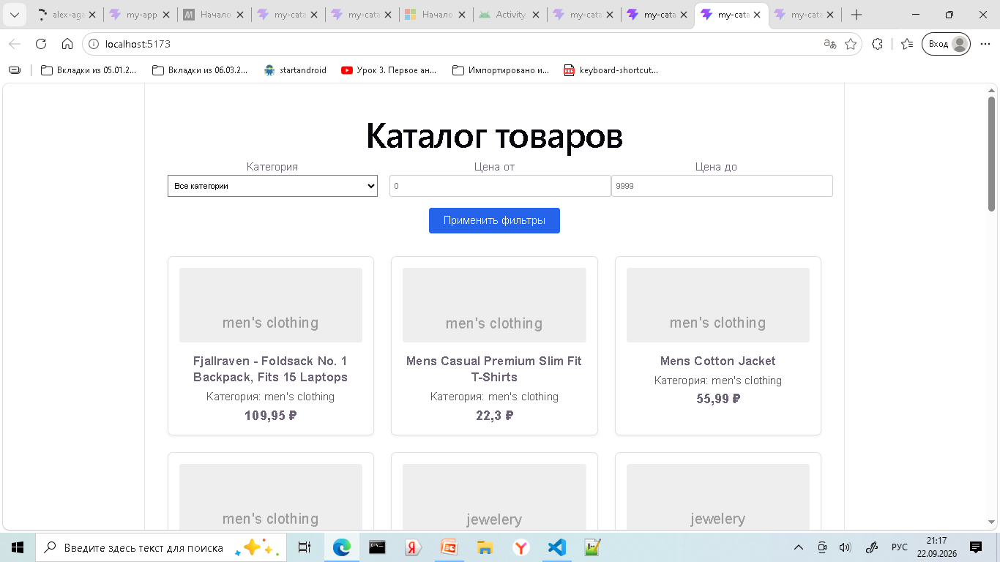 alex-aga
my-app
Начало
my-cata
my-cata
Начало
Activity
my-cata
my-cata
my-cata
my-cata
localhost:5173
Вход
Вкладки из 05.01.2...
Вкладки из 06.03.2...
startandroid
Урок 3. Первое ан...
Импортировано и...
keyboard-shortcut...
Каталог товаров
Категория Цена от Цена до
Все категории 0 9999
Применить фильтры
men's clothing men's clothing men's clothing
Fjallraven - Foldsack No. 1
Backpack, Fits 15 Laptops
Категория: men's clothing
109,95 ₽
Mens Casual Premium Slim Fit
T-Shirts
Категория: men's clothing
22,3 ₽
Mens Cotton Jacket
Категория: men's clothing
55,99 ₽
men's clothing jewelery jewelery
Введите здесь текст для поиска
РУС
21:17
22.09.2026